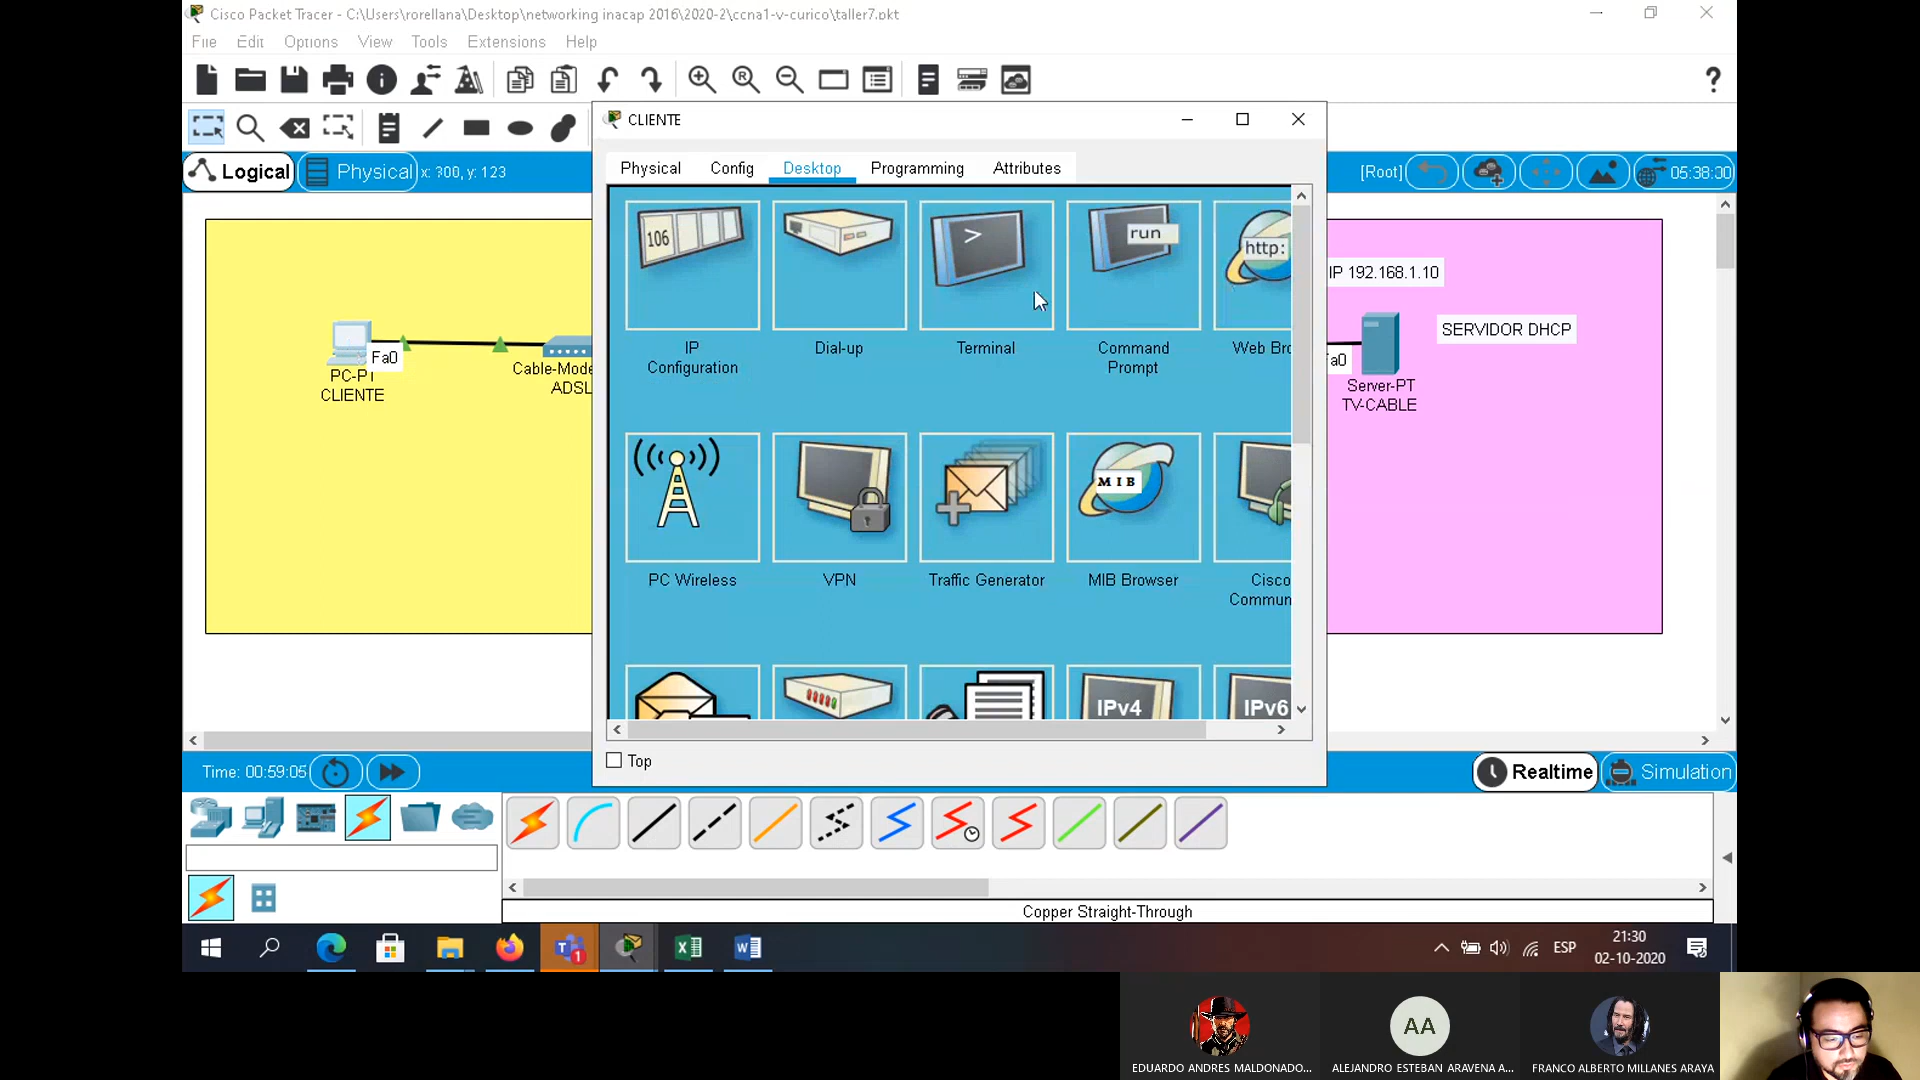 Cisco Packet Tracer - C:\Users\rorellana\Desktop\networking inacap 2016\2020-2\ccna1-v-curico\taller7.pkt
File Edit Options View Tools Extensions Help
CLIENTE
Physical Config Desktop Programming Attributes
Logical Physical x: 300, y: 123
[Root] 05:38:00
106
>
run
http:
IP Configuration
Dial-up
Terminal
Command Prompt
Web Bro
MIB
PC Wireless
VPN
Traffic Generator
MIB Browser
Cisco
Commun
IPv4
IPv6
Fa0
PC-PT
CLIENTE
Cable-Mode
ADSL
IP 192.168.1.10
SERVIDOR DHCP
a0
Server-PT
TV-CABLE
Top
Time: 00:59:05
Realtime Simulation
Copper Straight-Through
ESP
21:30
02-10-2020
1
AA
EDUARDO ANDRES MALDONADO...
ALEJANDRO ESTEBAN ARAVENA A...
FRANCO ALBERTO MILLANES ARAYA